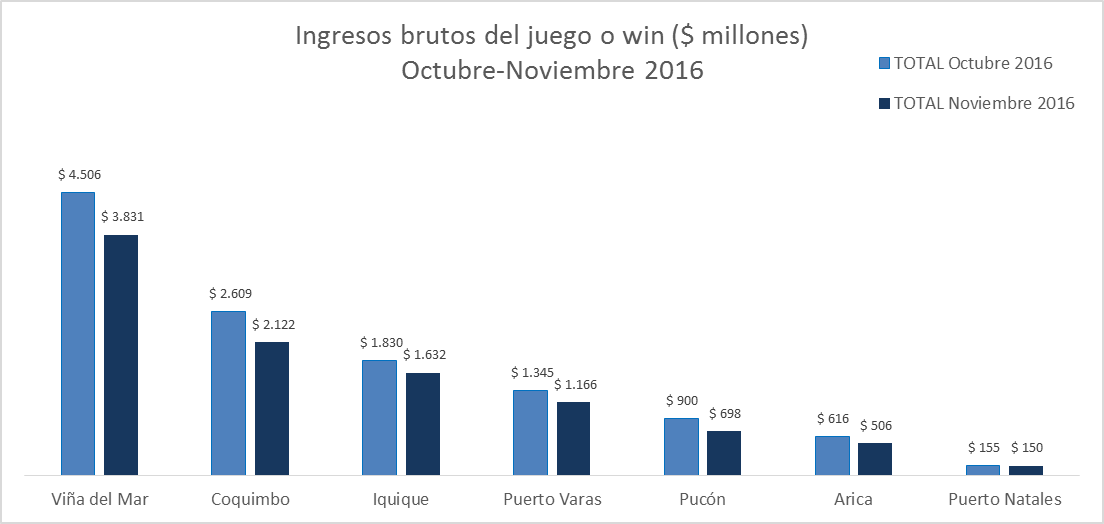 Ingresos brutos del juego o win ($ millones)
Octubre-Noviembre 2016
TOTAL Octubre 2016
TOTAL Noviembre 2016
$ 4.506
$ 3.831
$ 2.609
$ 2.122
$ 1.830
$ 1.632
$ 1.345
$ 1.166
$ 900
$ 698
$ 616
$ 506
$ 155
$ 150
Viña del Mar
Coquimbo
Iquique
Puerto Varas
Pucón
Arica
Puerto Natales